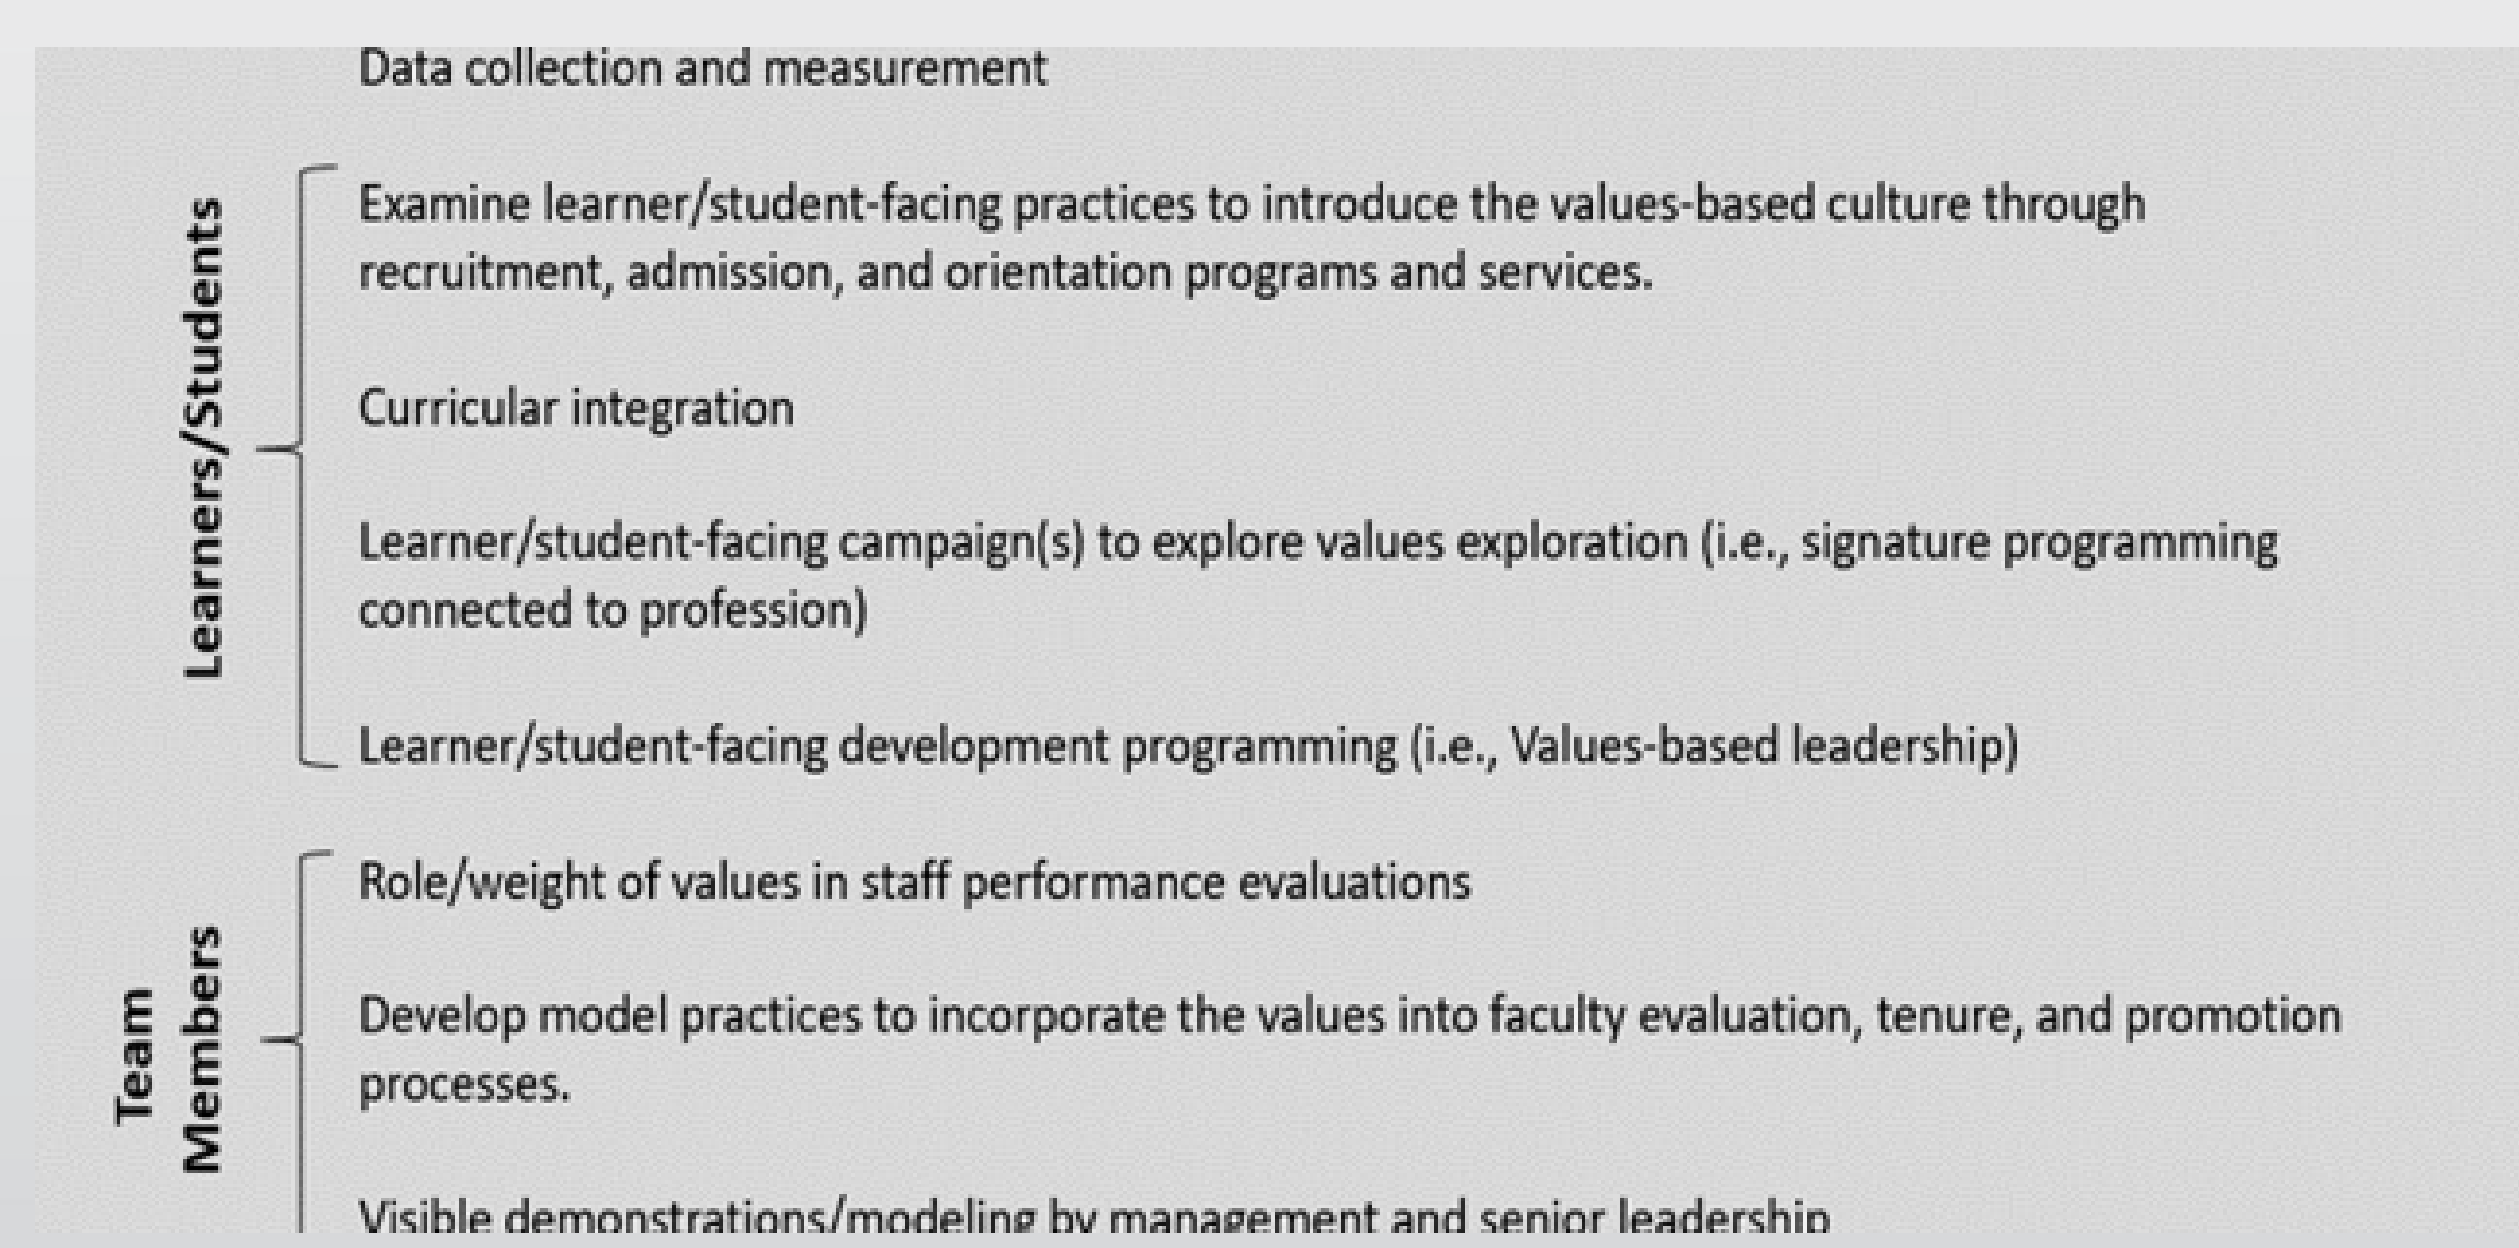 Data collection and measurement
Learners/Students
Examine learner/student-facing practices to introduce the values-based culture through
recruitment, admission, and orientation programs and services.
Curricular integration
Learner/student-facing campaign(s) to explore values exploration (i.e., signature programming
connected to profession)
Learner/student-facing development programming (i.e., Values-based leadership)
Team
Members
Role/weight of values in staff performance evaluations
Develop model practices to incorporate the values into faculty evaluation, tenure, and promotion
processes.
Visible demonstrations/modeling by management and senior leadership